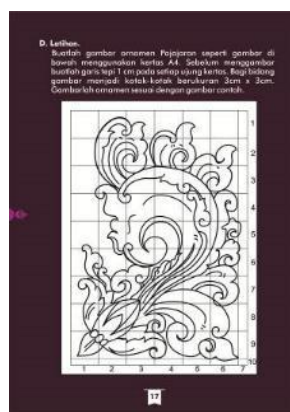 D. Latihan.
Buatlah gambar ornamen Pajajaran seperti gambar di
bawah menggunakan kertas A4. Sebelum menggambar
buatlah garis tepi 1 cm pada setiap ujung kertas. Bagi bidang
gambar menjadi kotak-kotak berukuran 3cm x 3cm.
Gambarlah ornamen sesuai dengan gambar contoh.
1
2
3
4
5
6
7
8
9
10
1 2 3 4 5 6 7
17